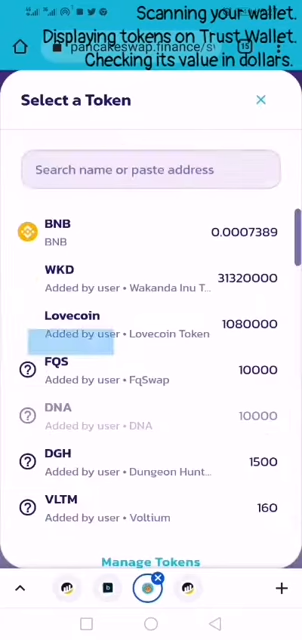 Scanning your wallet.
Displaying tokens on Trust Wallet.
Checking its value in dollars.
pancakeswap.finance/s
15
Select a Token
Search name or paste address
BNB
BNB
0.0007389
WKD
Added by user • Wakanda Inu T...
31320000
Lovecoin
Added by user • Lovecoin Token
1080000
FQS
Added by user • FqSwap
10000
DNA
Added by user • DNA
10000
DGH
Added by user • Dungeon Hunt...
1500
VLTM
Added by user • Voltium
160
Manage Tokens